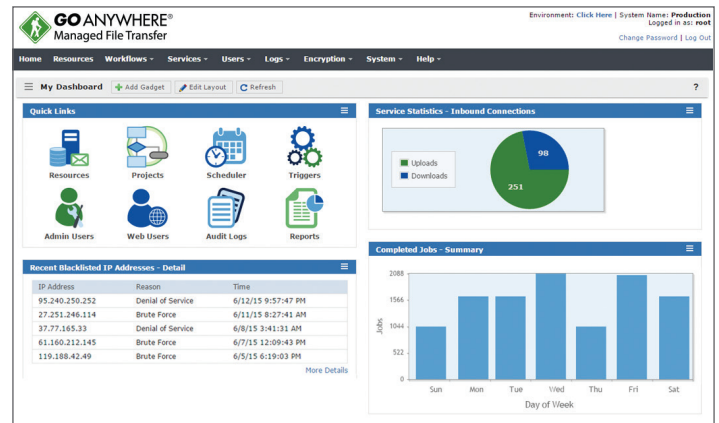 GO ANYWHERE®
Managed File Transfer
Environment: Click Here | System Name: Production
Logged in as: root
Change Password | Log Out
Home Resources Workflows Services Users Logs Encryption System Help
My Dashboard Add Gadget Edit Layout Refresh ?
Quick Links
Resources Projects Scheduler Triggers
Admin Users Web Users Audit Logs Reports
Recent Blacklisted IP Addresses - Detail
IP Address Reason Time
95.240.250.252 Denial of Service 6/12/15 9:57:47 PM
27.251.246.114 Brute Force 6/11/15 8:27:41 AM
37.77.165.33 Denial of Service 6/8/15 3:41:31 AM
61.160.212.145 Brute Force 6/7/15 12:09:43 PM
119.188.42.49 Brute Force 6/5/15 6:19:03 PM
More Details
Service Statistics - Inbound Connections
Uploads
Downloads
98
251
Completed Jobs - Summary
2088
1566
1044
522
0
Jobs
Sun Mon Tue Wed Thu Fri Sat
Day of Week